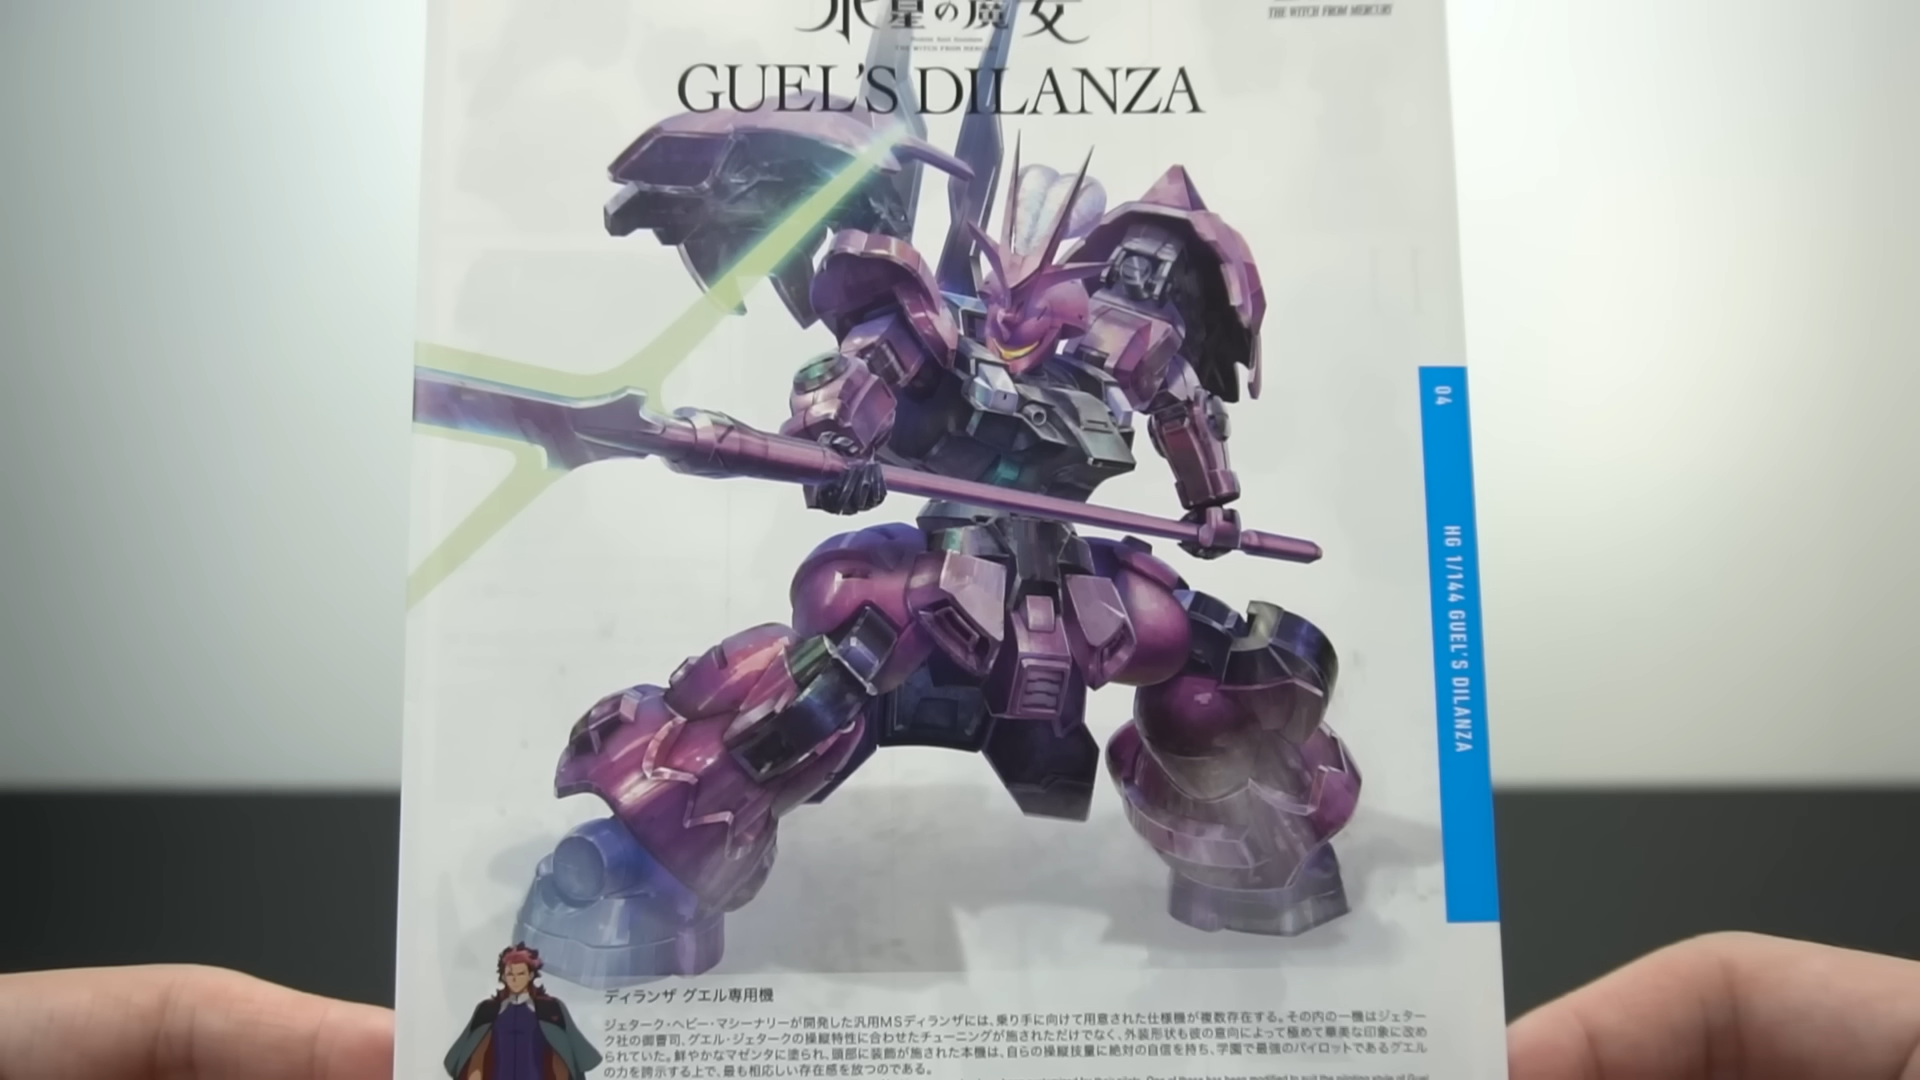 水星の魔女
THE WITCH FROM MERCURY
THE WITCH FROM MERCURY
GUEL'S DILANZA
04
HG 1/144 GUEL'S DILANZA
ディランザ グエル専用機
ジェターク・ヘビー・マシーナリーが開発した汎用MSディランザには、乗り手に向けて用意された仕様機が複数存在する。その内の一機はジェター
ク社の御曹司、グエル・ジェタークの操縦特性に合わせたチューニングが施されただけでなく、外装形状も彼の意向によって極めて華美な印象に改め
られていた。鮮やかなマゼンタに塗られ、頭部に装飾が施された本機は、自らの操縦技量に絶対の自信を持ち、学園で最強のパイロットであるグエル
の力を誇示する上で、最も相応しい存在感を放つのである。